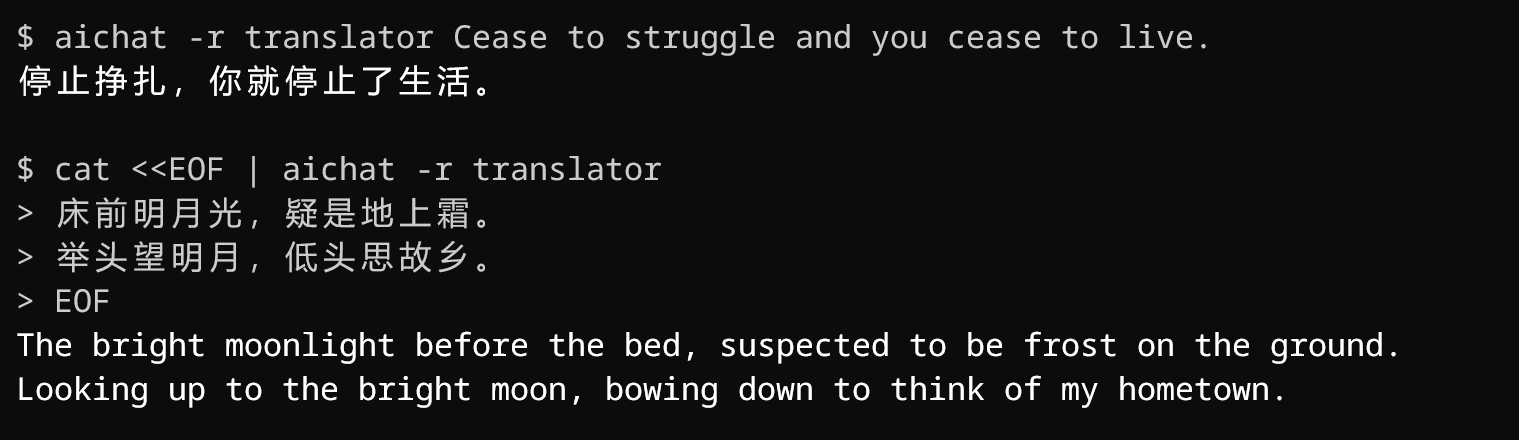 $ aichat -r translator Cease to struggle and you cease to live.
停止挣扎，你就停止了生活。
$ cat <<EOF | aichat -r translator
> 床前明月光，疑是地上霜。
> 举头望明月，低头思故乡。
> EOF
The bright moonlight before the bed, suspected to be frost on the ground.
Looking up to the bright moon, bowing down to think of my hometown.